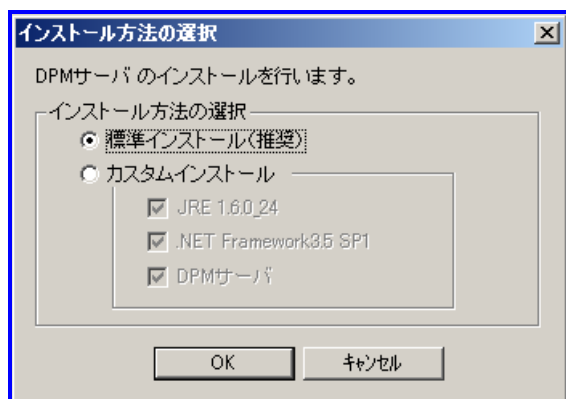 インストール方法の選択
DPMサーバ のインストールを行います。
インストール方法の選択
標準インストール(推奨)
カスタムインストール
JRE 1.6.0_24
.NET Framework3.5 SP1
DPMサーバ
OK
キャンセル